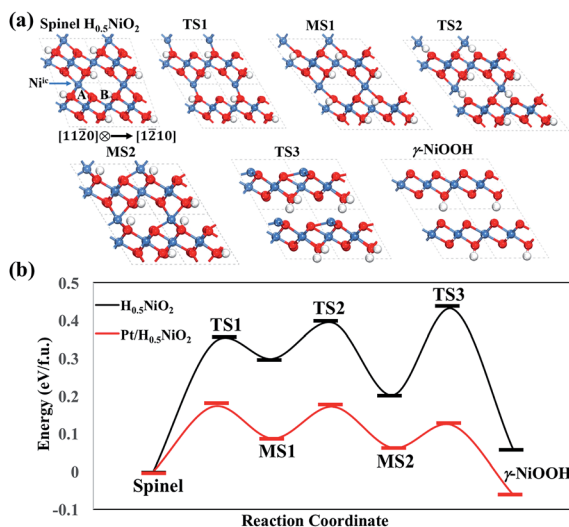 (a)
Spinel H₀.₅NiO₂
TS1
MS1
TS2
Niⁱᶜ
A
B
[112̄0]⊗→[12̄10]
MS2
TS3
γ-NiOOH
(b)
Energy (eV/f.u.)
0.5
0.4
0.3
0.2
0.1
0
-0.1
H₀.₅NiO₂
Pt/H₀.₅NiO₂
TS1
TS2
TS3
MS1
MS2
Spinel
γ-NiOOH
Reaction Coordinate